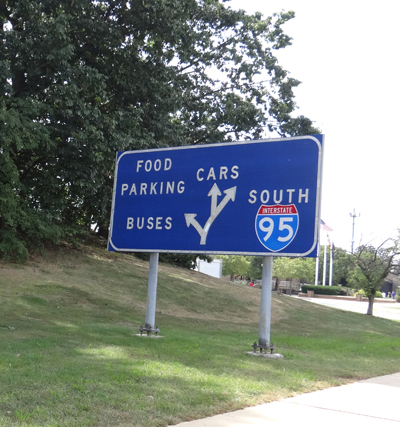 FOOD
PARKING
CARS
BUSES
SOUTH
INTERSTATE
95